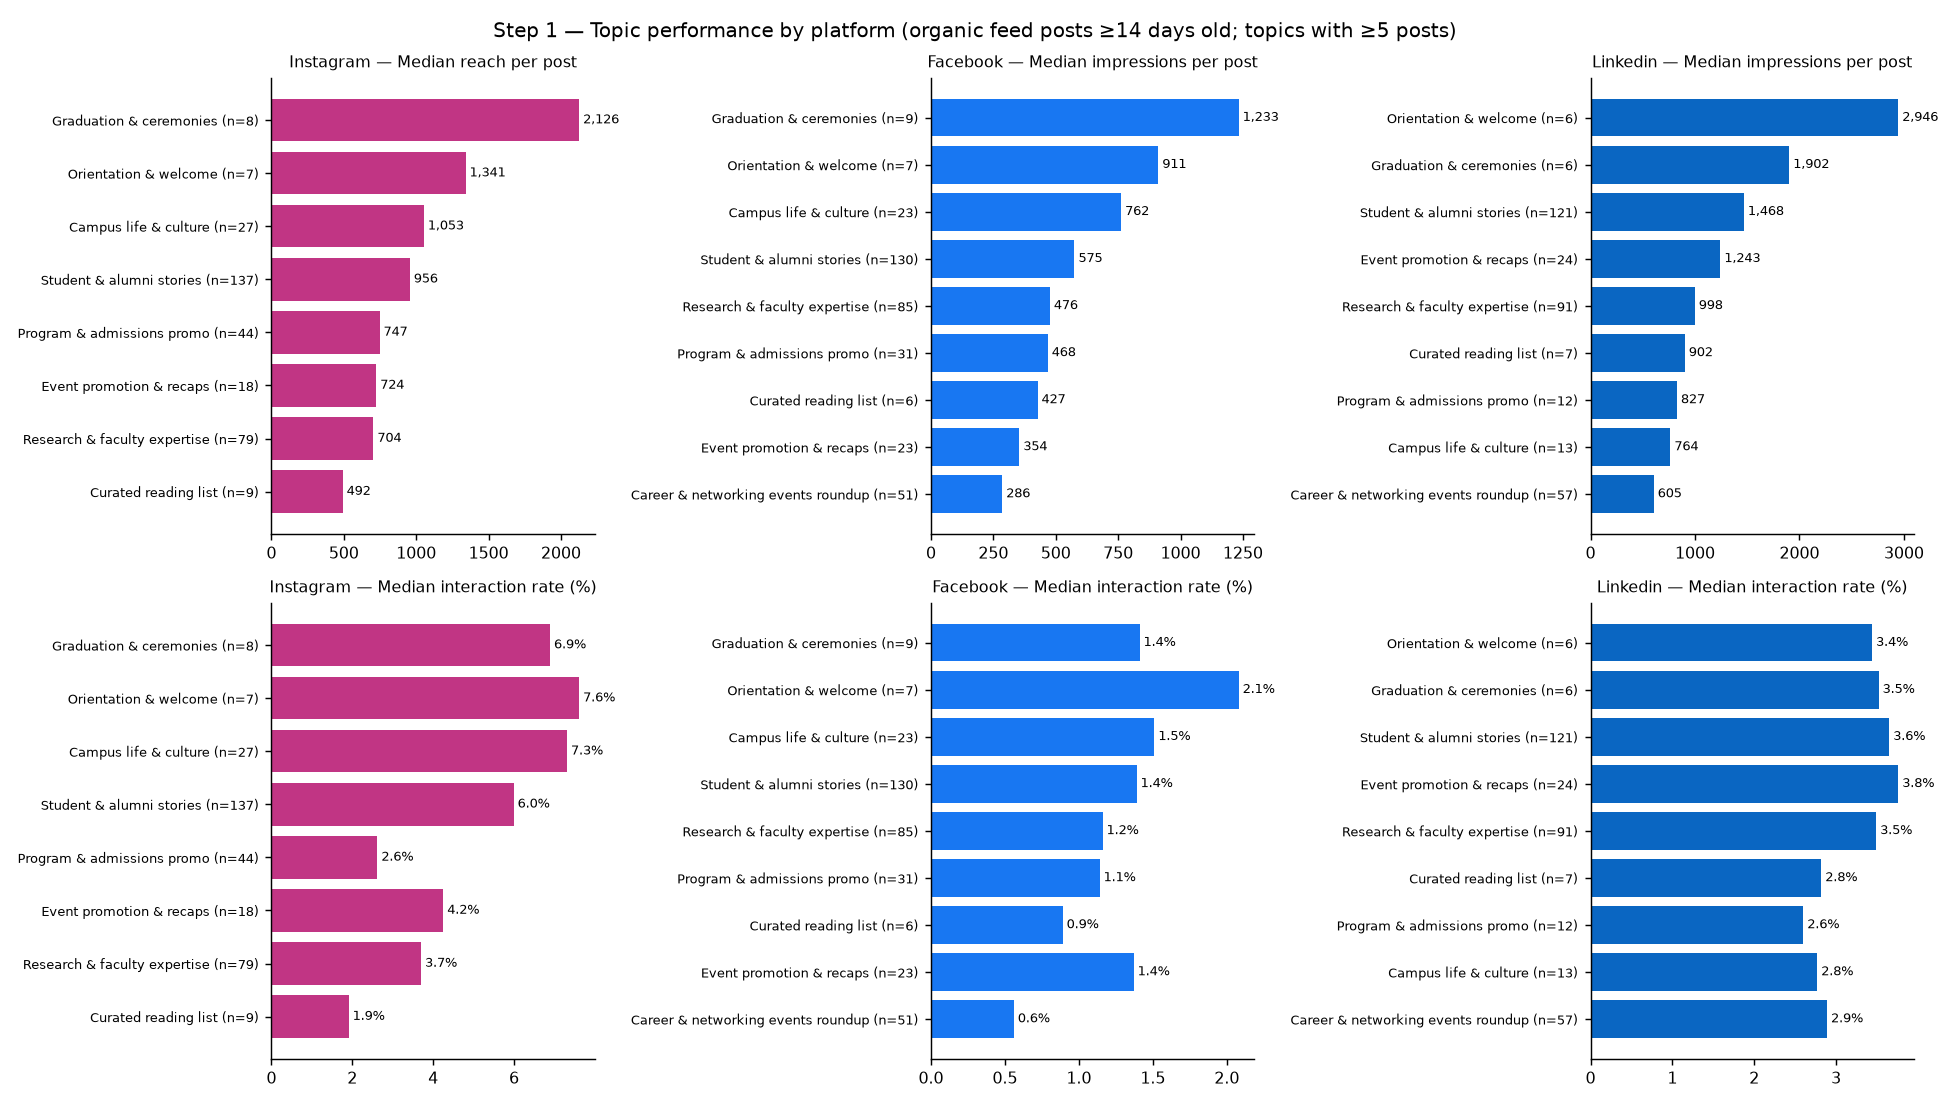 Step 1 — Topic performance by platform (organic feed posts ≥14 days old; topics with ≥5 posts)
Instagram — Median reach per post
Graduation & ceremonies (n=8) 2,126
Orientation & welcome (n=7) 1,341
Campus life & culture (n=27) 1,053
Student & alumni stories (n=137) 956
Program & admissions promo (n=44) 747
Event promotion & recaps (n=18) 724
Research & faculty expertise (n=79) 704
Curated reading list (n=9) 492
0 500 1000 1500 2000
Facebook — Median impressions per post
Graduation & ceremonies (n=9) 1,233
Orientation & welcome (n=7) 911
Campus life & culture (n=23) 762
Student & alumni stories (n=130) 575
Research & faculty expertise (n=85) 476
Program & admissions promo (n=31) 468
Curated reading list (n=6) 427
Event promotion & recaps (n=23) 354
Career & networking events roundup (n=51) 286
0 250 500 750 1000 1250
Linkedin — Median impressions per post
Orientation & welcome (n=6) 2,946
Graduation & ceremonies (n=6) 1,902
Student & alumni stories (n=121) 1,468
Event promotion & recaps (n=24) 1,243
Research & faculty expertise (n=91) 998
Curated reading list (n=7) 902
Program & admissions promo (n=12) 827
Campus life & culture (n=13) 764
Career & networking events roundup (n=57) 605
0 1000 2000 3000
Instagram — Median interaction rate (%)
Graduation & ceremonies (n=8) 6.9%
Orientation & welcome (n=7) 7.6%
Campus life & culture (n=27) 7.3%
Student & alumni stories (n=137) 6.0%
Program & admissions promo (n=44) 2.6%
Event promotion & recaps (n=18) 4.2%
Research & faculty expertise (n=79) 3.7%
Curated reading list (n=9) 1.9%
0 2 4 6
Facebook — Median interaction rate (%)
Graduation & ceremonies (n=9) 1.4%
Orientation & welcome (n=7) 2.1%
Campus life & culture (n=23) 1.5%
Student & alumni stories (n=130) 1.4%
Research & faculty expertise (n=85) 1.2%
Program & admissions promo (n=31) 1.1%
Curated reading list (n=6) 0.9%
Event promotion & recaps (n=23) 1.4%
Career & networking events roundup (n=51) 0.6%
0.0 0.5 1.0 1.5 2.0
Linkedin — Median interaction rate (%)
Orientation & welcome (n=6) 3.4%
Graduation & ceremonies (n=6) 3.5%
Student & alumni stories (n=121) 3.6%
Event promotion & recaps (n=24) 3.8%
Research & faculty expertise (n=91) 3.5%
Curated reading list (n=7) 2.8%
Program & admissions promo (n=12) 2.6%
Campus life & culture (n=13) 2.8%
Career & networking events roundup (n=57) 2.9%
0 1 2 3